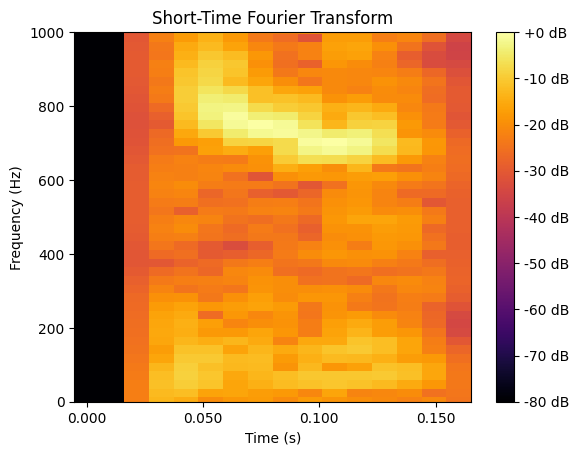 Short-Time Fourier Transform
1000
800
600
400
200
0
Frequency (Hz)
0.000
0.050
0.100
0.150
Time (s)
+0 dB
-10 dB
-20 dB
-30 dB
-40 dB
-50 dB
-60 dB
-70 dB
-80 dB